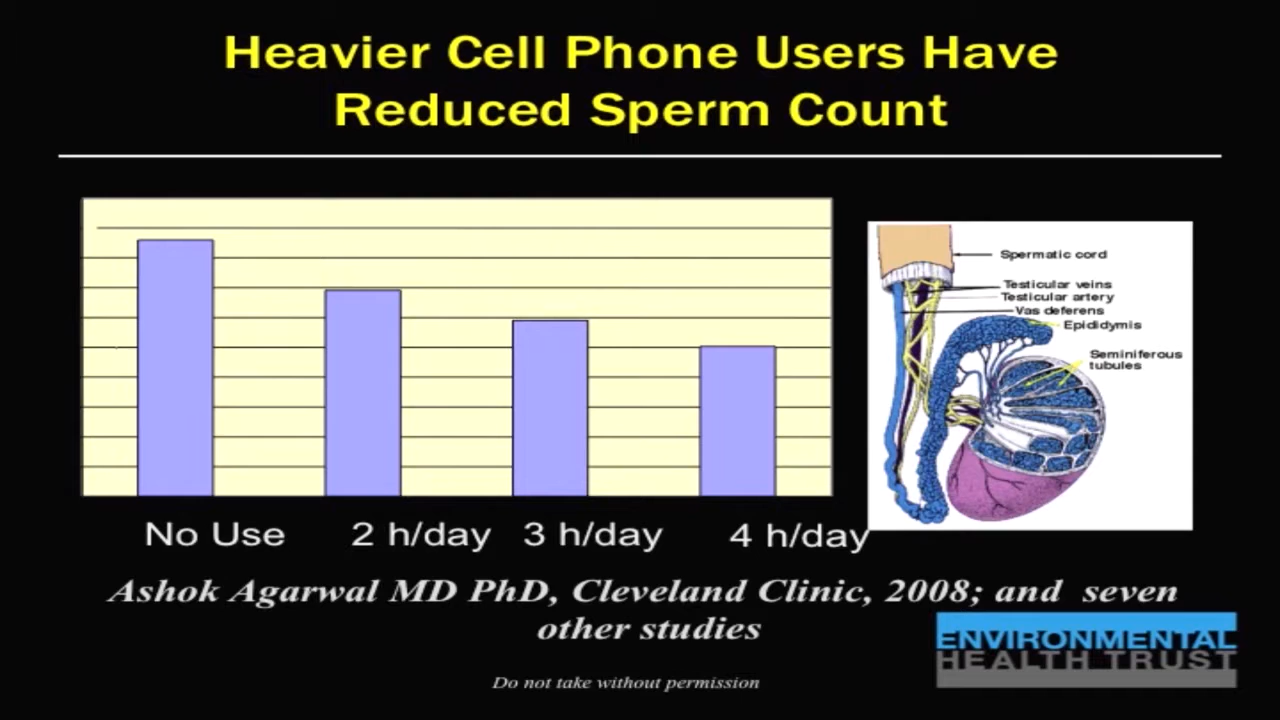 Heavier Cell Phone Users Have
Reduced Sperm Count
Spermatic cord
Testicular veins
Testicular artery
Vas deferens
Epididymis
Seminiferous
tubules
No Use 2 h/day 3 h/day 4 h/day
Ashok Agarwal MD PhD, Cleveland Clinic, 2008; and seven
other studies
ENVIRONMENTAL
HEALTH TRUST
Do not take without permission